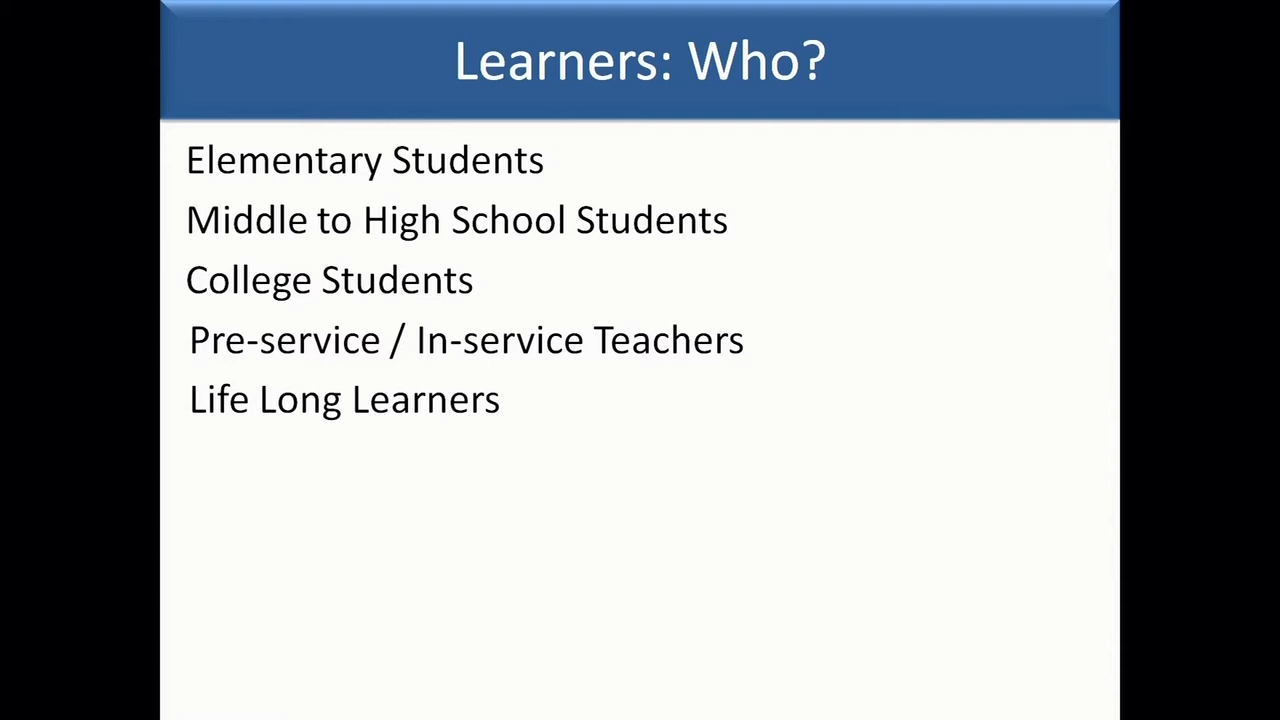 Learners: Who?
Elementary Students
Middle to High School Students
College Students
Pre-service / In-service Teachers
Life Long Learners